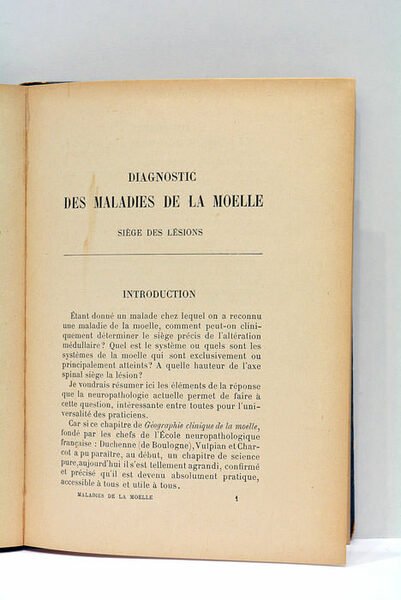 DIAGNOSTIC
DES MALADIES DE LA MOELLE
SIÈGE DES LÉSIONS
INTRODUCTION
Étant donné un malade chez lequel on a reconnu
une maladie de la moelle, comment peut-on clini-
quement déterminer le siège précis de l'altération
médullaire? Quel est le système ou quels sont les
systèmes de la moelle qui sont exclusivement ou
principalement atteints? A quelle hauteur de l'axe
spinal siège la lésion?
Je voudrais résumer ici les éléments de la réponse
que la neuropathologie actuelle permet de faire à
cette question, intéressante entre toutes pour l'uni-
versalité des praticiens.
Car si ce chapitre de Géographie clinique de la moelle,
fondé par les chefs de l'École neuropathologique
française : Duchenne (de Boulogne), Vulpian et Char-
cot a pu paraître, au début, un chapitre de science
pure, aujourd'hui il s'est tellement agrandi, confirmé
et précisé qu'il est devenu absolument pratique,
accessible à tous et utile à tous.
MALADIES DE LA MOELLE 1